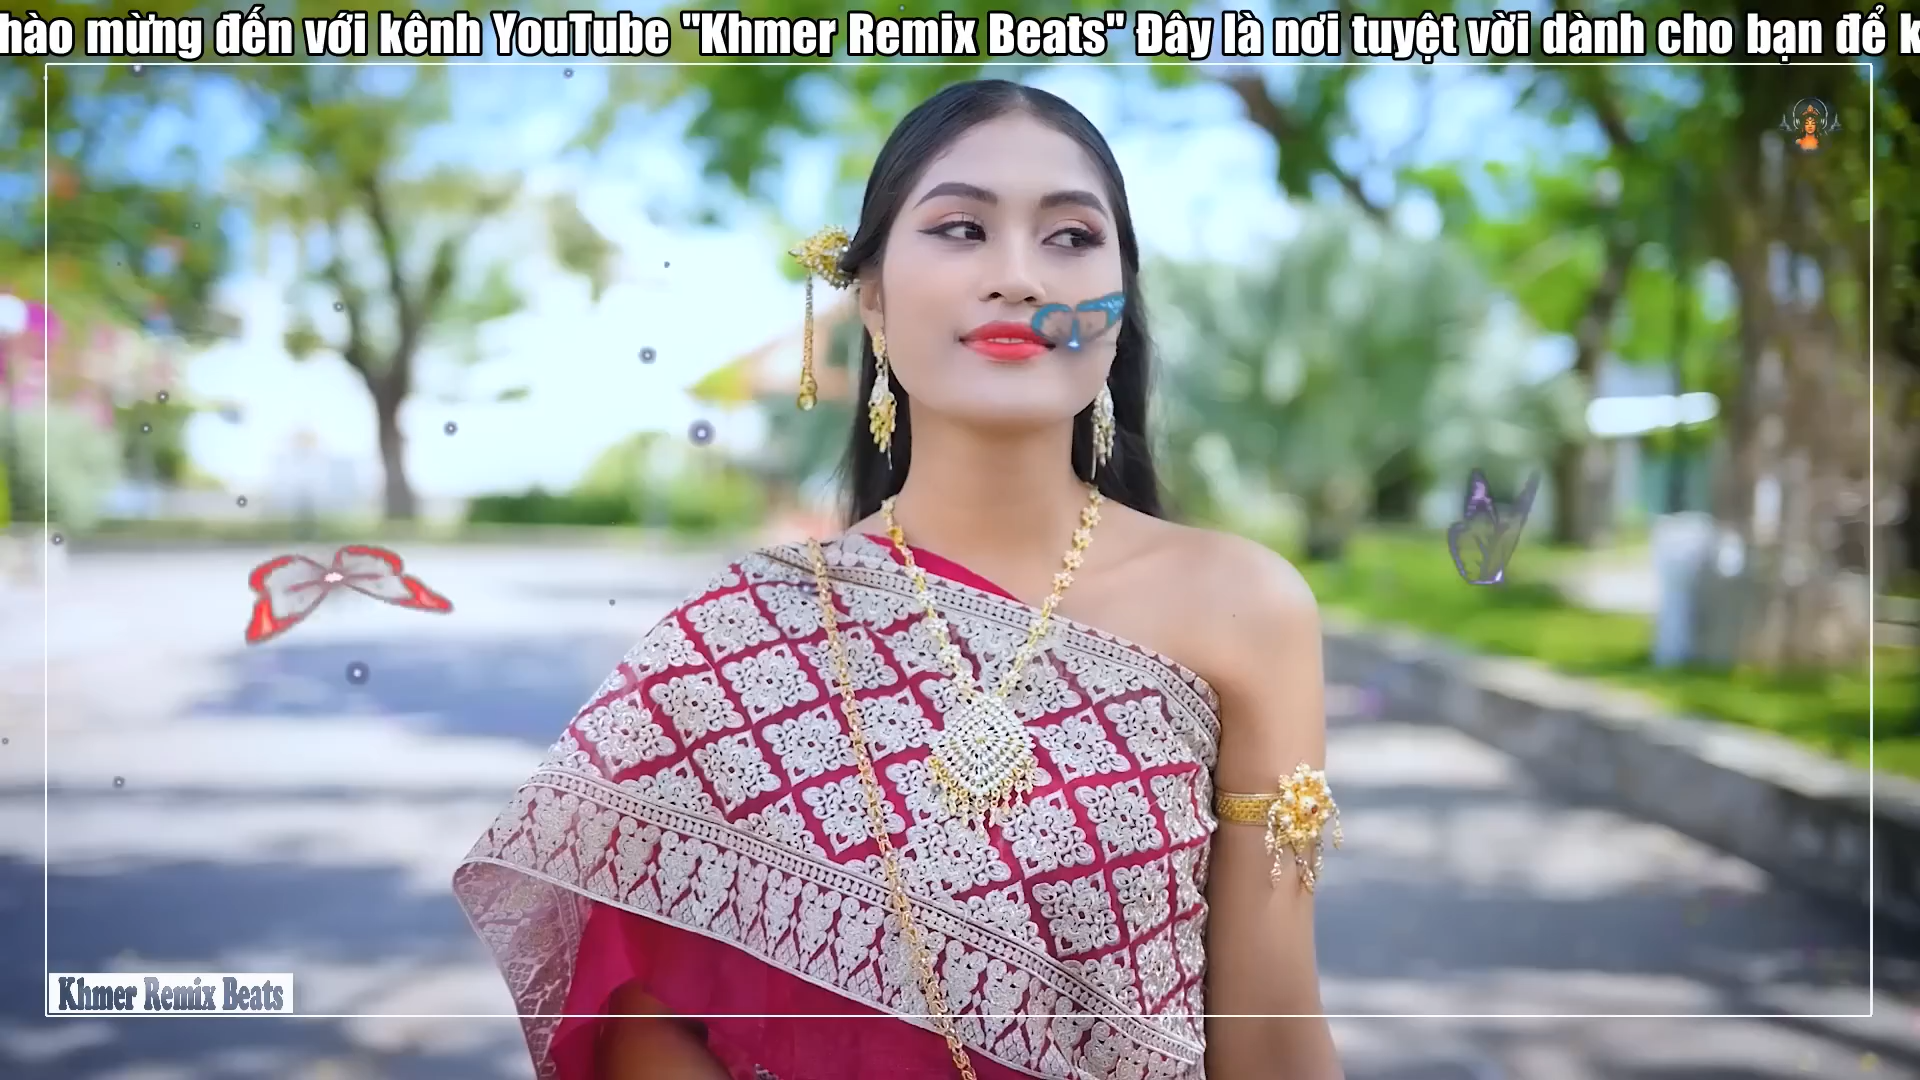 hào mừng đến với kênh YouTube "Khmer Remix Beats" Đây là nơi tuyệt vời dành cho bạn để k
Khmer Remix Beats